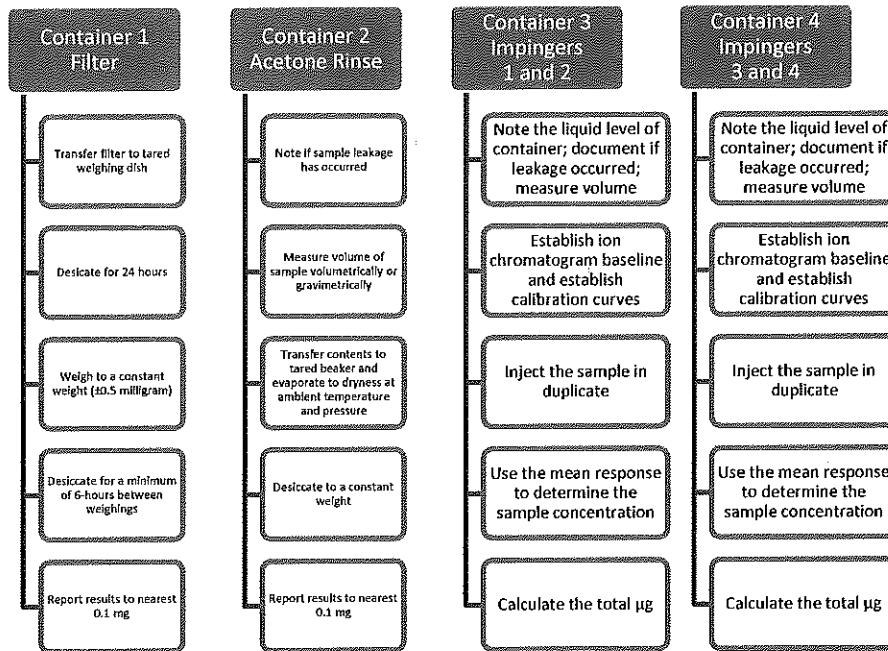 Container 1
Filter
Transfer filter to tared
weighing dish
Desicate for 24 hours
Weigh to a constant
weight (±0.5 milligram)
Desiccate for a minimum
of 6-hours between
weighings
Report results to nearest
0.1 mg
Container 2
Acetone Rinse
Note if sample leakage
has occurred
Measure volume of
sample volumetrically or
gravimetrically
Transfer contents to
tared beaker and
evaporate to dryness at
ambient temperature
and pressure
Desiccate to a constant
weight
Report results to nearest
0.1 mg
Container 3
Impingers
1 and 2
Note the liquid level of
container; document if
leakage occurred;
measure volume
Establish ion
chromatogram baseline
and establish
calibration curves
Inject the sample in
duplicate
Use the mean response
to determine the
sample concentration
Calculate the total µg
Container 4
Impingers
3 and 4
Note the liquid level of
container; document if
leakage occurred;
measure volume
Establish ion
chromatogram baseline
and establish
calibration curves
Inject the sample in
duplicate
Use the mean response
to determine the
sample concentration
Calculate the total µg